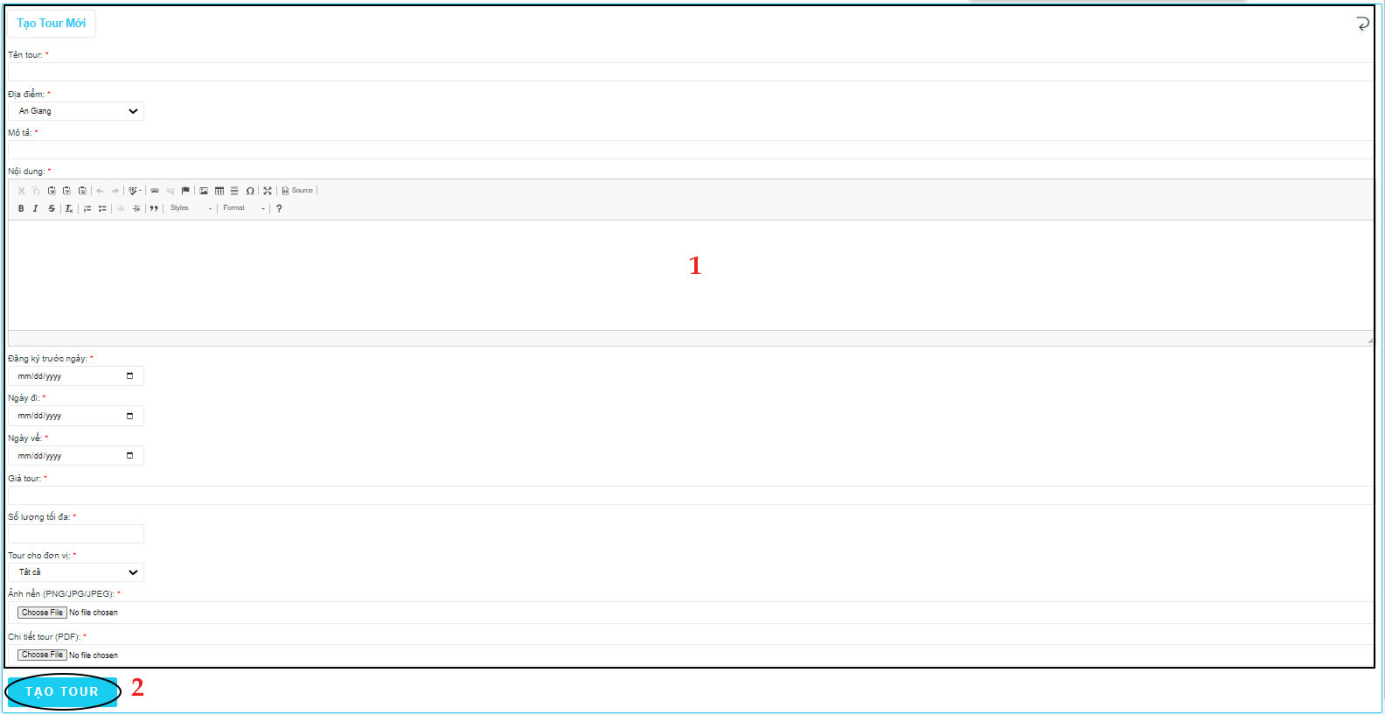 Tạo Tour Mới
Tên tour: *
Địa điểm: *
An Giang
Mô tả: *
Nội dung: *
Source
B I S Ix Styles Format ?
1
Đăng ký trước ngày: *
mm/dd/yyyy
Ngày đi: *
mm/dd/yyyy
Ngày về: *
mm/dd/yyyy
Giá tour: *
Số lượng tối đa: *
Tour cho đơn vị: *
Tất cả
Ảnh nền (PNG/JPG/JPEG): *
Choose File No file chosen
Chi tiết tour (PDF): *
Choose File No file chosen
TẠO TOUR 2